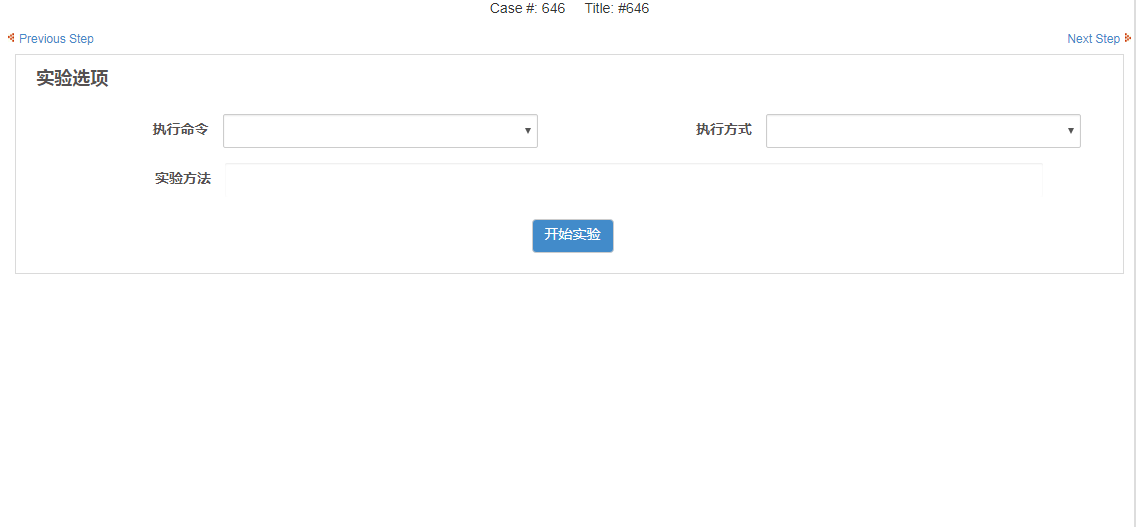 Case #: 646 Title: #646
Previous Step Next Step
实验选项
执行命令 执行方式
实验方法
开始实验